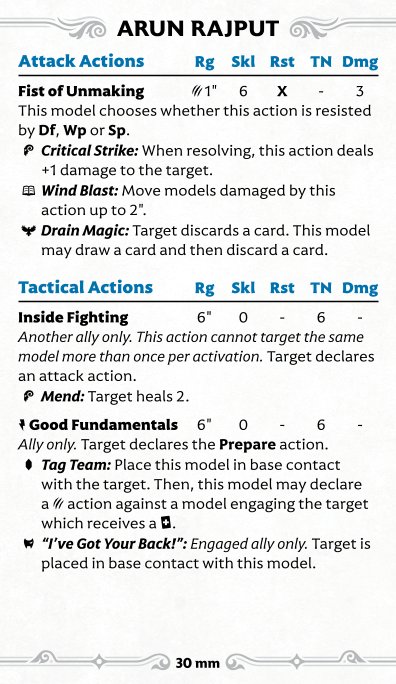 ARUN RAJPUT
Attack Actions Rg Skl Rst TN Dmg
Fist of Unmaking 1" 6 X - 3
This model chooses whether this action is resisted
by Df, Wp or Sp.
Critical Strike: When resolving, this action deals
+1 damage to the target.
Wind Blast: Move models damaged by this
action up to 2".
Drain Magic: Target discards a card. This model
may draw a card and then discard a card.
Tactical Actions Rg Skl Rst TN Dmg
Inside Fighting 6" 0 - 6 -
Another ally only. This action cannot target the same
model more than once per activation. Target declares
an attack action.
Mend: Target heals 2.
Good Fundamentals 6" 0 - 6 -
Ally only. Target declares the Prepare action.
Tag Team: Place this model in base contact
with the target. Then, this model may declare
a action against a model engaging the target
which receives a .
"I've Got Your Back!": Engaged ally only. Target is
placed in base contact with this model.
30 mm